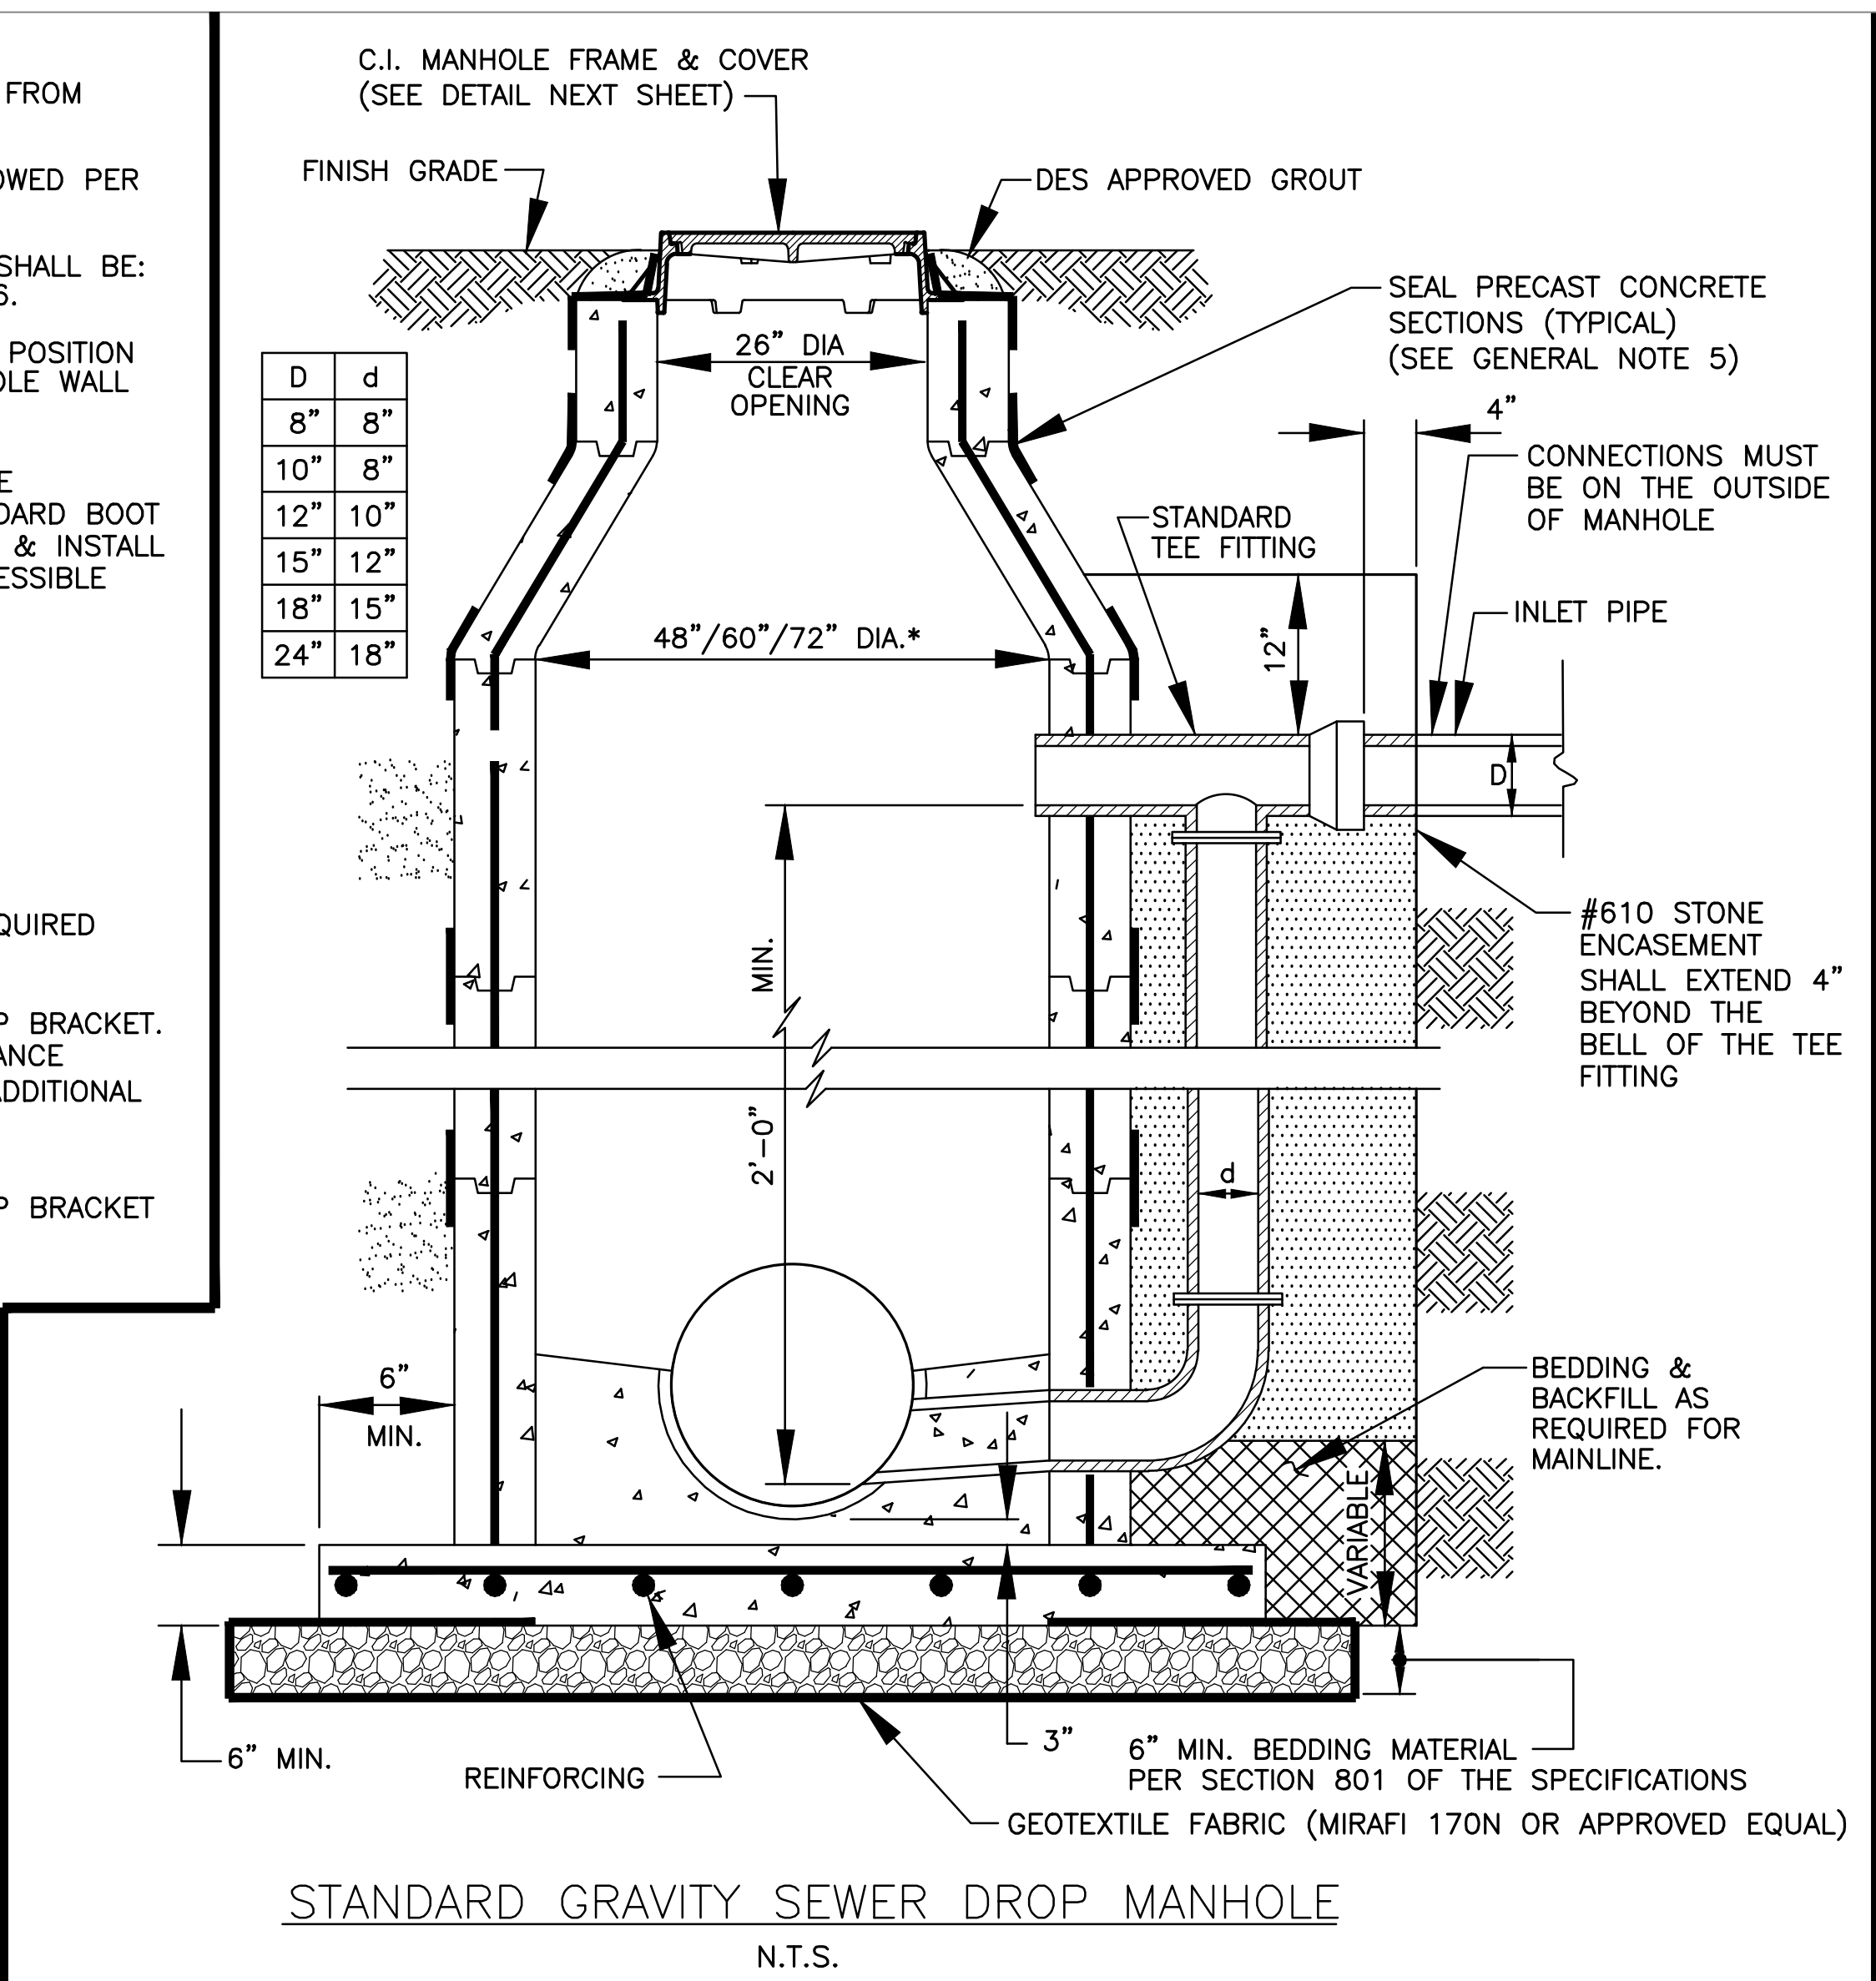 FROM
PER
SHALL BE:
POSITION
WALL
BOOT
& INSTALL
BRACKET.
ADDITIONAL
BRACKET
C.I. MANHOLE FRAME & COVER
(SEE DETAIL NEXT SHEET)
FINISH GRADE
DES APPROVED GROUT
SEAL PRECAST CONCRETE
SECTIONS (TYPICAL)
(SEE GENERAL NOTE 5)
26" DIA
CLEAR
OPENING
D d
8" 8"
10" 8"
12" 10"
15" 12"
18" 15"
24" 18"
4"
CONNECTIONS MUST
BE ON THE OUTSIDE
OF MANHOLE
STANDARD
TEE FITTING
INLET PIPE
48"/60"/72" DIA.*
12"
D
#610 STONE
ENCASEMENT
SHALL EXTEND 4"
BEYOND THE
BELL OF THE TEE
FITTING
MIN.
2'-0"
d
6"
MIN.
BEDDING &
BACKFILL AS
REQUIRED FOR
MAINLINE.
VARIABLE
6" MIN.
REINFORCING
3"
6" MIN. BEDDING MATERIAL
PER SECTION 801 OF THE SPECIFICATIONS
GEOTEXTILE FABRIC (MIRAFI 170N OR APPROVED EQUAL)
STANDARD GRAVITY SEWER DROP MANHOLE
N.T.S.